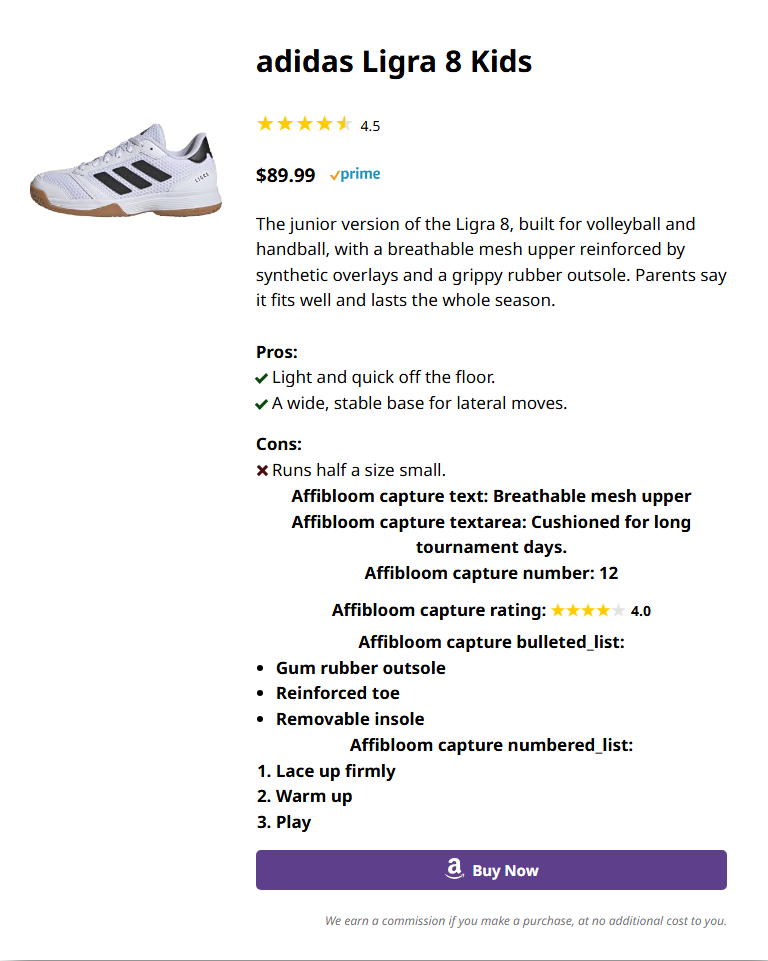 adidas Ligra 8 Kids
4.5
$89.99 prime
The junior version of the Ligra 8, built for volleyball and
handball, with a breathable mesh upper reinforced by
synthetic overlays and a grippy rubber outsole. Parents say
it fits well and lasts the whole season.
Pros:
Light and quick off the floor.
A wide, stable base for lateral moves.
Cons:
Runs half a size small.
Affibloom capture text: Breathable mesh upper
Affibloom capture textarea: Cushioned for long
tournament days.
Affibloom capture number: 12
Affibloom capture rating: 4.0
Affibloom capture bulleted_list:
• Gum rubber outsole
• Reinforced toe
• Removable insole
Affibloom capture numbered_list:
1. Lace up firmly
2. Warm up
3. Play
Buy Now
We earn a commission if you make a purchase, at no additional cost to you.
LIGRA